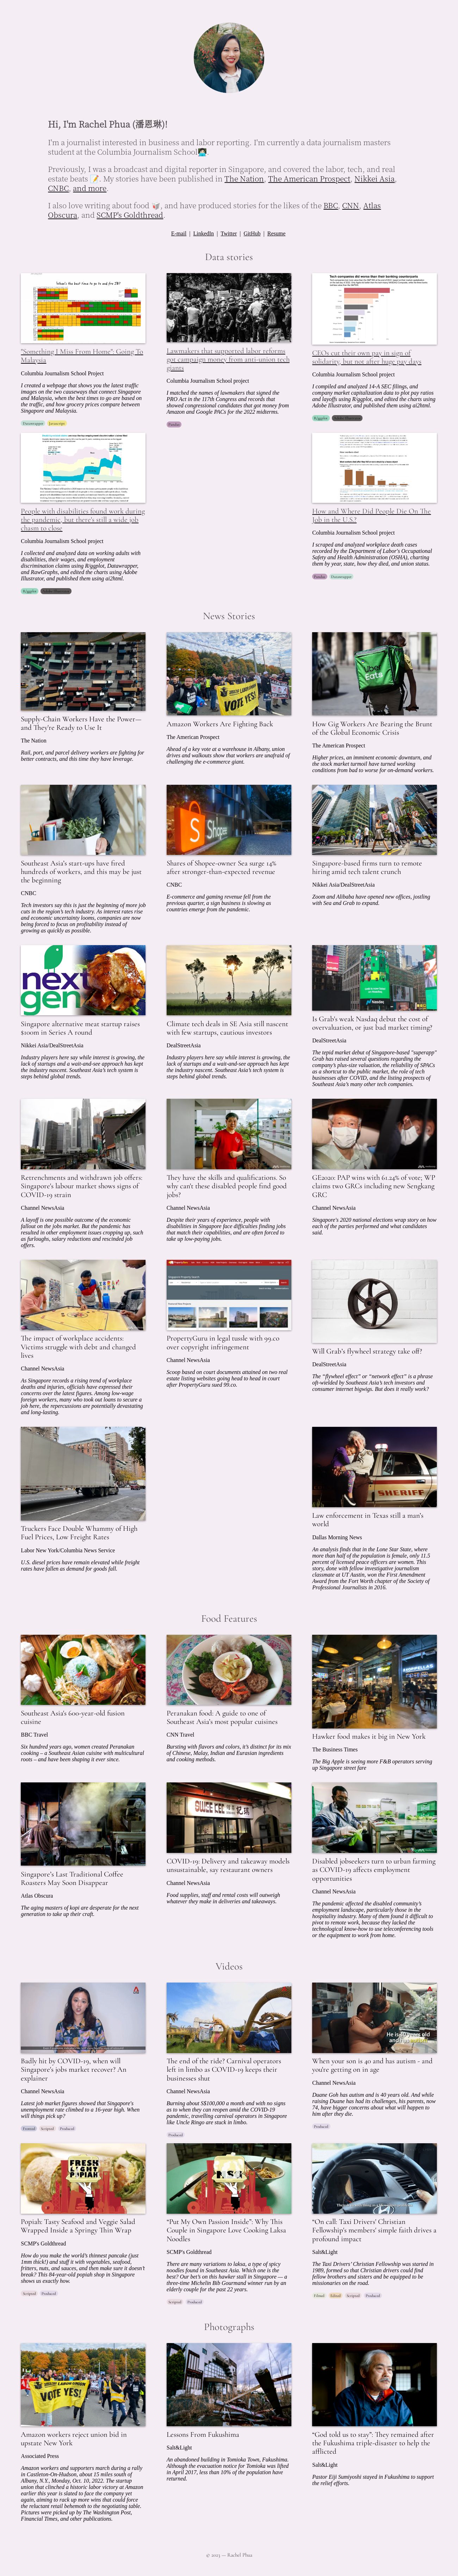 Hi, I'm Rachel Phua (潘恩琳)!
I'm a journalist interested in business and labor reporting. I'm currently a data journalism masters
student at the Columbia Journalism School👩🏻‍💻
Previously, I was a broadcast and digital reporter in Singapore, and covered the labor, tech, and real
estate beats 📝. My stories have been published in The Nation, The American Prospect, Nikkei Asia,
CNBC, and more.
I also love writing about food 🥡, and have produced stories for the likes of the BBC, CNN, Atlas
Obscura, and SCMP's Goldthread.
E-mail | LinkedIn | Twitter | GitHub | Resume
Data stories
"Something I Miss From Home": Going To
Malaysia
Columbia Journalism School Project
I created a webpage that shows you the latest traffic
images on the two causeways that connect Singapore
and Malaysia, when the best times to go are based on
the traffic, and how grocery prices compare between
Singapore and Malaysia.
Datawrapper Javascript
Lawmakers that supported labor reforms
got campaign money from anti-union tech
giants
Columbia Journalism School project
I matched the names of lawmakers that signed the
PRO Act in the 117th Congress and records that
showed congressional candidates accepting money from
Amazon and Google PACs for the 2022 midterms.
Pandas
CEOs cut their own pay in sign of
solidarity, but not after huge pay days
Columbia Journalism School project
I compiled and analyzed 14-A SEC filings, and
company market capitalization data to plot pay ratios
and layoffs using Rggplot, and edited the charts using
Adobe Illustrator, and published them using ai2html.
Rggplot Adobe Illustrator
People with disabilities found work during
the pandemic, but there's still a wide job
chasm to close
Columbia Journalism School project
I collected and analyzed data on working adults with
disabilities, their wages, and employment
discrimination claims using R/ggplot, Datawrapper,
and RawGraphs, and edited the charts using Adobe
Illustrator, and published them using ai2html.
Rggplot Adobe Illustrator
How and Where Did People Die On The
Job in the U.S.?
Columbia Journalism School project
I scraped and analyzed workplace death cases
recorded by the Department of Labor's Occupational
Safety and Health Administration (OSHA), charting
them by year, state, how they died, and union status.
Pandas Datawrapper
News Stories
Supply-Chain Workers Have the Power—
and They're Ready to Use It
The Nation
Rail, port, and parcel delivery workers are fighting for
better contracts, and this time they have leverage.
Amazon Workers Are Fighting Back
The American Prospect
Ahead of a key vote at a warehouse in Albany, union
drives and walkouts show that workers are unafraid of
challenging the e-commerce giant.
How Gig Workers Are Bearing the Brunt
of the Global Economic Crisis
The American Prospect
Higher prices, an imminent economic downturn, and
the stock market turmoil have turned working
conditions from bad to worse for on-demand workers.
Southeast Asia's start-ups have fired
hundreds of workers, and this may be just
the beginning
CNBC
Tech investors say this is just the beginning of more job
cuts in the region's tech industry. As interest rates rise
and economic uncertainty looms, companies are now
being forced to focus on profitability instead of
growing as quickly as possible.
Shares of Shopee-owner Sea surge 14%
after stronger-than-expected revenue
CNBC
E-commerce and gaming revenue fell from the
previous quarter, a sign business is slowing as
countries emerge from the pandemic.
Singapore-based firms turn to remote
hiring amid tech talent crunch
Nikkei Asia/DealStreetAsia
Zoom and Alibaba have opened new offices, jostling
with Sea and Grab to expand.
next
gen
Singapore alternative meat startup raises
$100m in Series A round
Nikkei Asia/DealStreetAsia
Industry players here say while interest is growing, the
lack of startups and a wait-and-see approach has kept
the industry nascent. Southeast Asia's tech system is
steps behind global trends.
Climate tech deals in SE Asia still nascent
with few startups, cautious investors
DealStreetAsia
Industry players here say while interest is growing, the
lack of startups and a wait-and-see approach has kept
the industry nascent. Southeast Asia's tech system is
steps behind global trends.
Is Grab's weak Nasdaq debut the cost of
overvaluation, or just bad market timing?
DealStreetAsia
The tepid market debut of Singapore-based "superapp"
Grab has raised several questions regarding the
company's plus-size valuation, the reliability of SPACs
as a shortcut to the public market, the role of tech
businesses after COVID, and the listing prospects of
Southeast Asia's many other tech companies.
Retrenchments and withdrawn job offers:
Singapore's labour market shows signs of
COVID-19 strain
Channel NewsAsia
A layoff is one possible outcome of the economic
fallout on the job market. But the pandemic has
resulted in other employment issues cropping up, such
as furloughs, salary reductions and rescinded job
offers.
They have the skills and qualifications. So
why can't these disabled people find good
jobs?
Channel NewsAsia
Despite their years of experience, people with
disabilities in Singapore face difficulties finding jobs
that match their capabilities, and are often forced to
take up low-paying jobs.
GE2020: PAP wins with 61.24% of vote; WP
claims two GRCs including new Sengkang
GRC
Channel NewsAsia
Singapore's 2020 national elections wrap story on how
each of the parties performed and what candidates
said.
The impact of workplace accidents:
Victims struggle with debt and changed
lives
Channel NewsAsia
As Singapore records a rising trend of workplace
deaths and injuries, officials have expressed their
concerns over the latest figures. Among low-wage
foreign workers, many who took out loans to secure a
job here, the repercussions are potentially devastating
and long-lasting.
PropertyGuru in legal tussle with 99.co
over copyright infringement
Channel NewsAsia
Scoop based on court documents attained on two real
estate listing websites going head to head in court
after PropertyGuru sued 99.co.
Will Grab's flywheel strategy take off?
DealStreetAsia
The "flywheel effect" or "network effect" is a phrase
oft-wielded by Southeast Asia's tech investors and
consumer internet bigwigs. But does it really work?
Truckers Face Double Whammy of High
Fuel Prices, Low Freight Rates
Labor New York/Columbia News Service
U.S. diesel prices have remain elevated while freight
rates have fallen as demand for goods fall.
Law enforcement in Texas still a man's
world
Dallas Morning News
An analysis finds that in the Lone Star State, where
more than half of the population is female, only 11.5
percent of licensed peace officers are women. This
story, done with fellow investigative journalism
classmate at UT Austin, won the First Amendment
Award from the Fort Worth chapter of the Society of
Professional Journalists in 2016.
Food Features
Southeast Asia's 600-year-old fusion
cuisine
BBC Travel
Six hundred years ago, women created Peranakan
cooking – a Southeast Asian cuisine with multicultural
roots – and have been shaping it ever since.
Peranakan food: A guide to one of
Southeast Asia's most popular cuisines
CNN Travel
Bursting with flavors and colors, it's distinct for its mix
of Chinese, Malay, Indian and Eurasian ingredients
and cooking methods.
Hawker food makes it big in New York
The Business Times
The Big Apple is seeing more F&B operators serving
up Singapore street fare
Singapore's Last Traditional Coffee
Roasters May Soon Disappear
Atlas Obscura
The aging masters of kopi are desperate for the next
generation to take up their craft.
COVID-19: Delivery and takeaway models
unsustainable, say restaurant owners
Channel NewsAsia
Food supplies, staff and rental costs will outweigh
whatever they make in deliveries and takeaways.
Disabled jobseekers turn to urban farming
as COVID-19 affects employment
opportunities
Channel NewsAsia
The pandemic affected the disabled community's
employment landscape, particularly those in the
hospitality industry. Many of them found it difficult to
pivot to remote work, because they lacked the
technological know-how to use teleconferencing tools
or the equipment to work from home.
Videos
Badly hit by COVID-19, when will
Singapore's jobs market recover? An
explainer
Channel NewsAsia
Latest job market figures showed that Singapore's
unemployment rate climbed to a 16-year high. When
will things pick up?
Scripted Produced
The end of the ride? Carnival operators
left in limbo as COVID-19 keeps their
businesses shut
Channel NewsAsia
Burning about S$100,000 a month and with no signs
as to when they can reopen amid the COVID-19
pandemic, travelling carnival operators in Singapore
like Uncle Ringo are stuck in limbo.
Produced
When your son is 40 and has autism - and
you're getting on in age
Channel NewsAsia
Duane Goh has autism and is 40 years old. And while
raising Duane has had its challenges, his parents, now
74, have bigger concerns about what will happen to
him after they die.
Produced
FRESH
POPIAH
Popiah: Tasty Seafood and Veggie Salad
Wrapped Inside a Springy Thin Wrap
SCMP's Goldthread
How do you make the world's thinnest pancake (just
1mm thick!) and stuff it with vegetables, seafood,
fritters, nuts, and sauces, and then make sure it doesn't
break? This 84-year-old popiah shop in Singapore
shows us exactly how.
Scripted Produced
"Put My Own Passion Inside": Why This
Couple in Singapore Love Cooking Laksa
Noodles
SCMP's Goldthread
There are many variations to laksa, a type of spicy
noodles found in Southeast Asia. Which one is the
best? Our bet's on this hawker stall in Singapore — a
three-time Michelin Bib Gourmand winner run by an
elderly couple for the past 22 years.
Scripted Produced
"On call: Taxi Drivers' Christian
Fellowship's members' simple faith drives a
profound impact
Salt&Light
The Taxi Drivers' Christian Fellowship was started in
1989, formed so that Christian drivers could find
fellow brothers and sisters and be equipped to be
missionaries on the road.
Filmed Edited Scripted Produced
Photographs
Amazon workers reject union bid in
upstate New York
Associated Press
Amazon workers and supporters march during a rally
in Castleton-On-Hudson, about 15 miles south of
Albany, N.Y., Monday, Oct. 10, 2022. The startup
union that clinched a historic labor victory at Amazon
earlier this year is slated to face the company yet
again, aiming to rack up more wins that could force
the reluctant retail behemoth to the negotiating table.
Pictures were picked up by The Washington Post,
Financial Times, and other publications.
Lessons From Fukushima
Salt&Light
An abandoned building in Tomioka Town, Fukushima.
Although the evacuation notice for Tomioka was lifted
in April 2017, less than 10% of the population have
returned.
"God told us to stay": They remained after
the Fukushima triple-disaster to help the
afflicted
Salt&Light
Pastor Eiji Sumiyoshi stayed in Fukushima to support
the relief efforts.
© 2023 — Rachel Phua